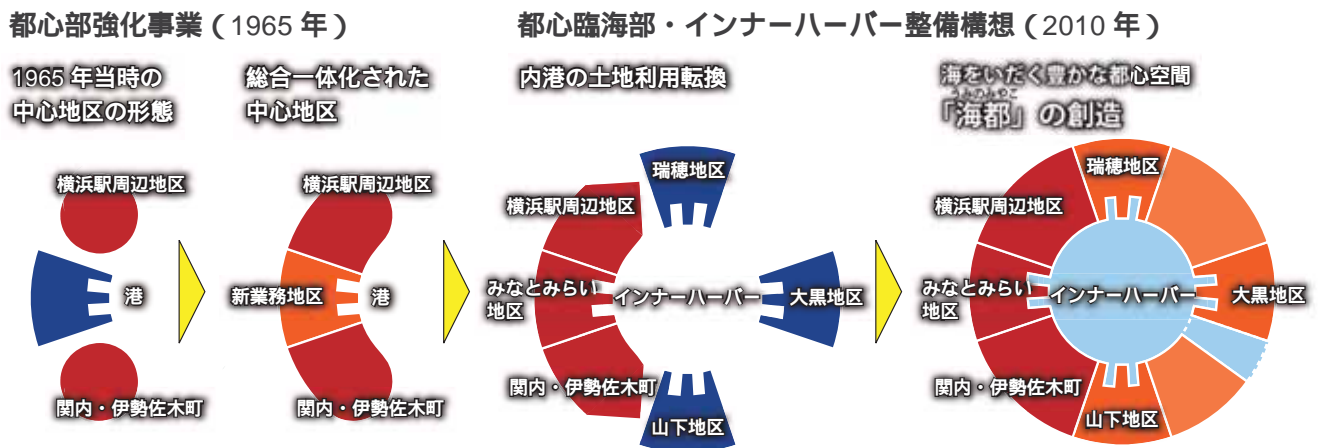 都心部強化事業(1965 年)
都心臨海部・インナーハーバー整備構想(2010 年)
1965 年当時の
中心地区の形態
総合一体化された
中心地区
内港の土地利用転換
海をいだく豊かな都心空間
うみのみやこ
「海都」の創造
横浜駅周辺地区
港
関内・伊勢佐木町
横浜駅周辺地区
新業務地区
港
関内・伊勢佐木町
瑞穂地区
横浜駅周辺地区
みなとみらい
地区
インナーハーバー
大黒地区
関内・伊勢佐木町
山下地区
瑞穂地区
横浜駅周辺地区
みなとみらい
地区
インナーハーバー
大黒地区
関内・伊勢佐木町
山下地区